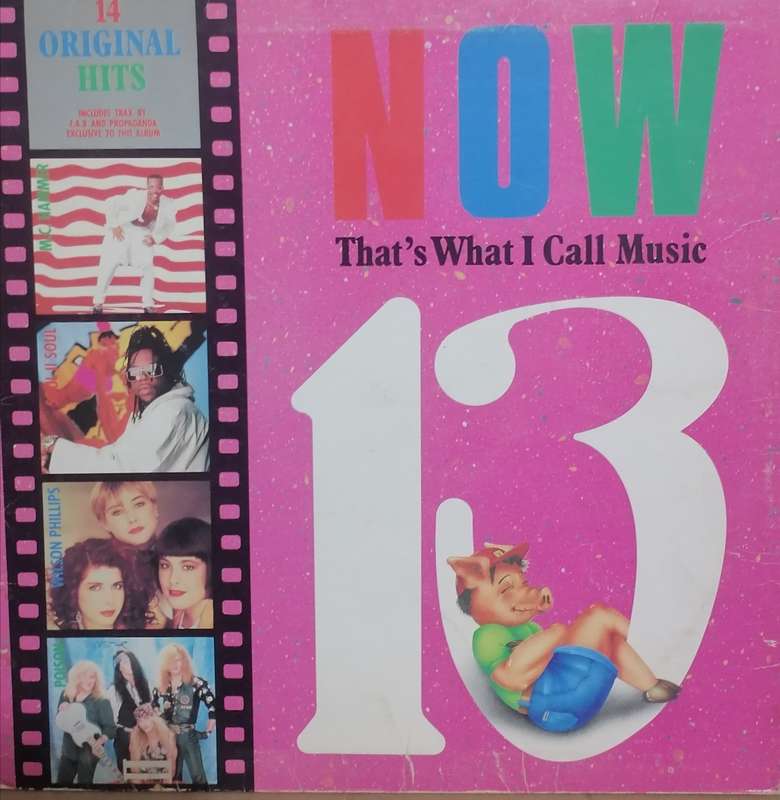 14
ORIGINAL
HITS
INCLUDES TRAX BY
J.A.X AND PROPAGANDA
EXCLUSIVE TO THIS ALBUM
M.C. HAMMER
II SOUL
WILSON PHILLIPS
POISON
NOW
That's What I Call Music
13